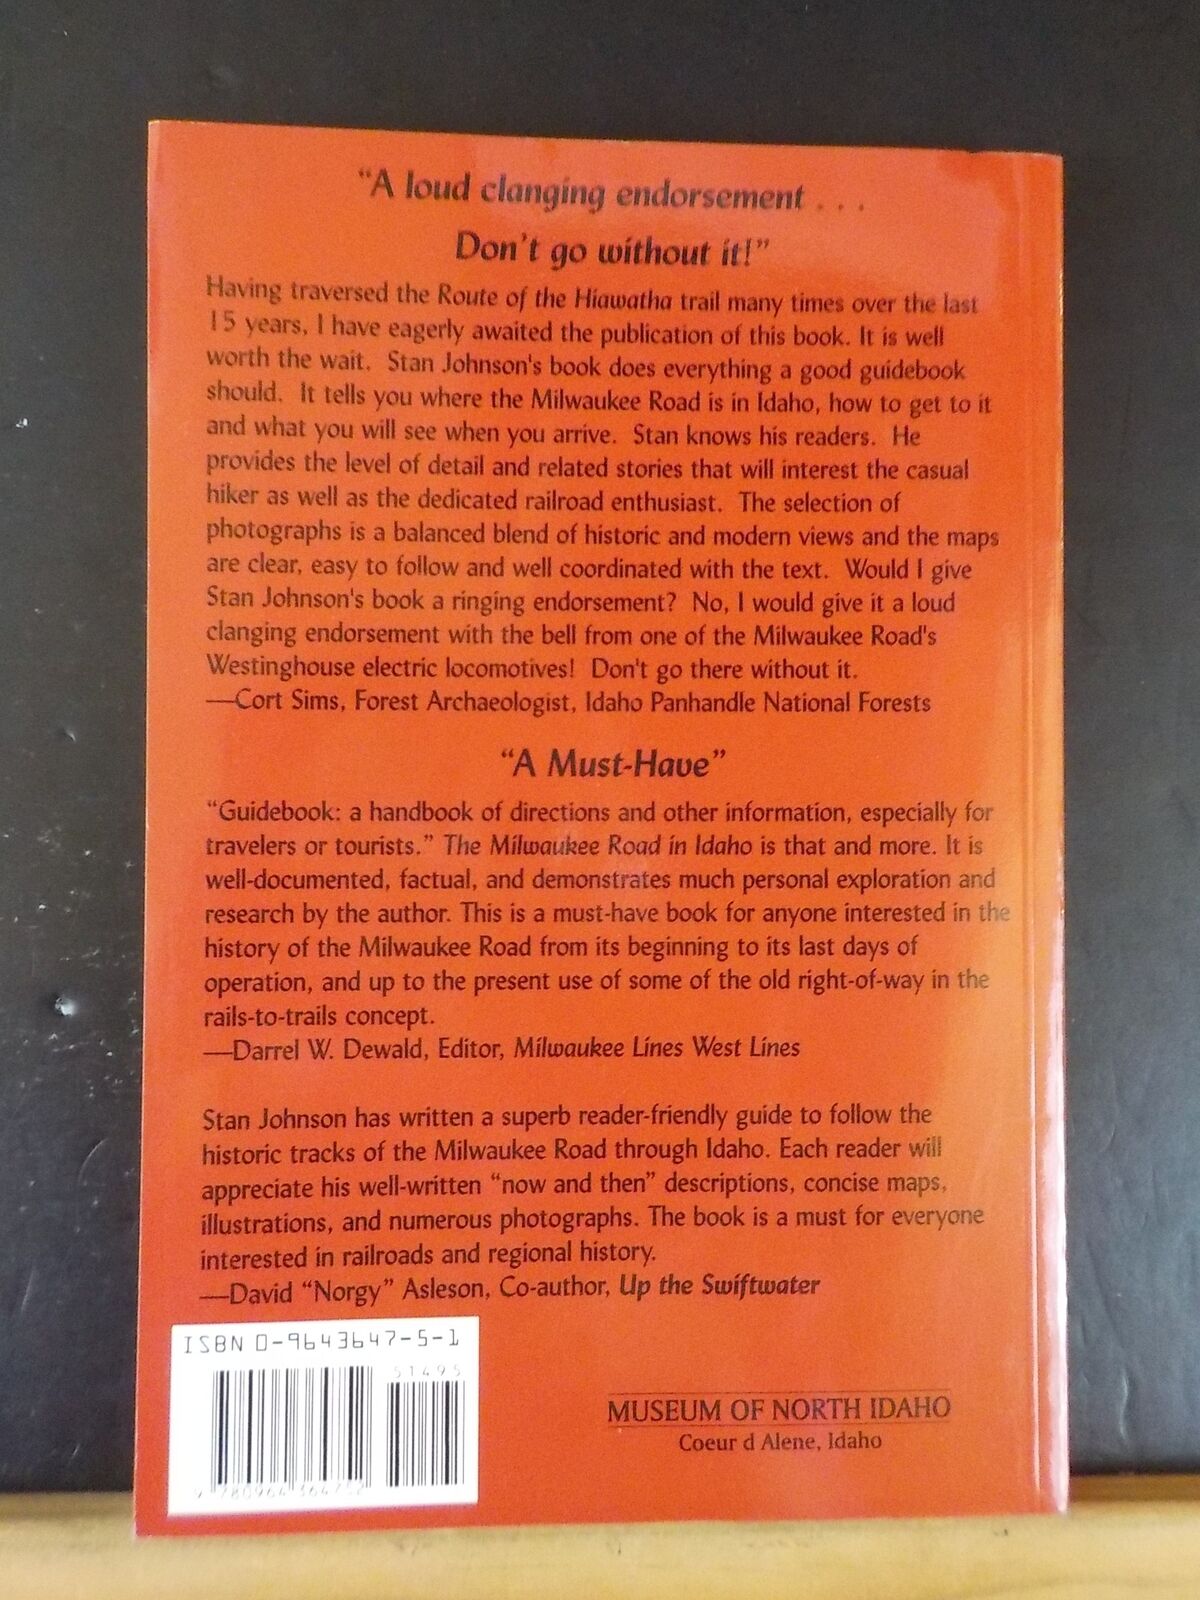 “A loud clanging endorsement . . .
Don't go without it!”
Having traversed the Route of the Hiawatha trail many times over the last
15 years, I have eagerly awaited the publication of this book. It is well
worth the wait. Stan Johnson's book does everything a good guidebook
should. It tells you where the Milwaukee Road is in Idaho, how to get to it
and what you will see when you arrive. Stan knows his readers. He
provides the level of detail and related stories that will interest the casual
hiker as well as the dedicated railroad enthusiast. The selection of
photographs is a balanced blend of historic and modern views and the maps
are clear, easy to follow and well coordinated with the text. Would I give
Stan Johnson's book a ringing endorsement? No, I would give it a loud
clanging endorsement with the bell from one of the Milwaukee Road's
Westinghouse electric locomotives! Don't go there without it.
—Cort Sims, Forest Archaeologist, Idaho Panhandle National Forests
“A Must-Have”
“Guidebook: a handbook of directions and other information, especially for
travelers or tourists.” The Milwaukee Road in Idaho is that and more. It is
well-documented, factual, and demonstrates much personal exploration and
research by the author. This is a must-have book for anyone interested in the
history of the Milwaukee Road from its beginning to its last days of
operation, and up to the present use of some of the old right-of-way in the
rails-to-trails concept.
—Darrel W. Dewald, Editor, Milwaukee Lines West Lines
Stan Johnson has written a superb reader-friendly guide to follow the
historic tracks of the Milwaukee Road through Idaho. Each reader will
appreciate his well-written “now and then” descriptions, concise maps,
illustrations, and numerous photographs. The book is a must for everyone
interested in railroads and regional history.
—David “Norgy” Asleson, Co-author, Up the Swiftwater
ISBN 0-9643647-5-1
51495
9 780964 364752
MUSEUM OF NORTH IDAHO
Coeur d Alene, Idaho